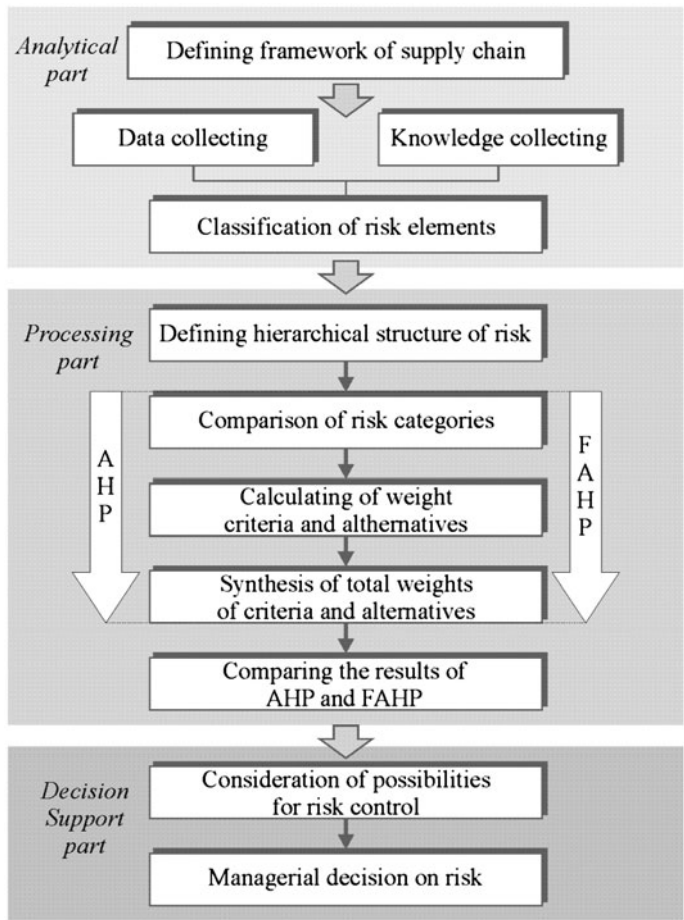 Analytical
part
Defining framework of supply chain
Data collecting
Knowledge collecting
Classification of risk elements
Processing
part
Defining hierarchical structure of risk
Comparison of risk categories
A
H
P
F
A
H
P
Calculating of weight
criteria and althernatives
Synthesis of total weights
of criteria and alternatives
Comparing the results of
AHP and FAHP
Decision
Support
part
Consideration of possibilities
for risk control
Managerial decision on risk